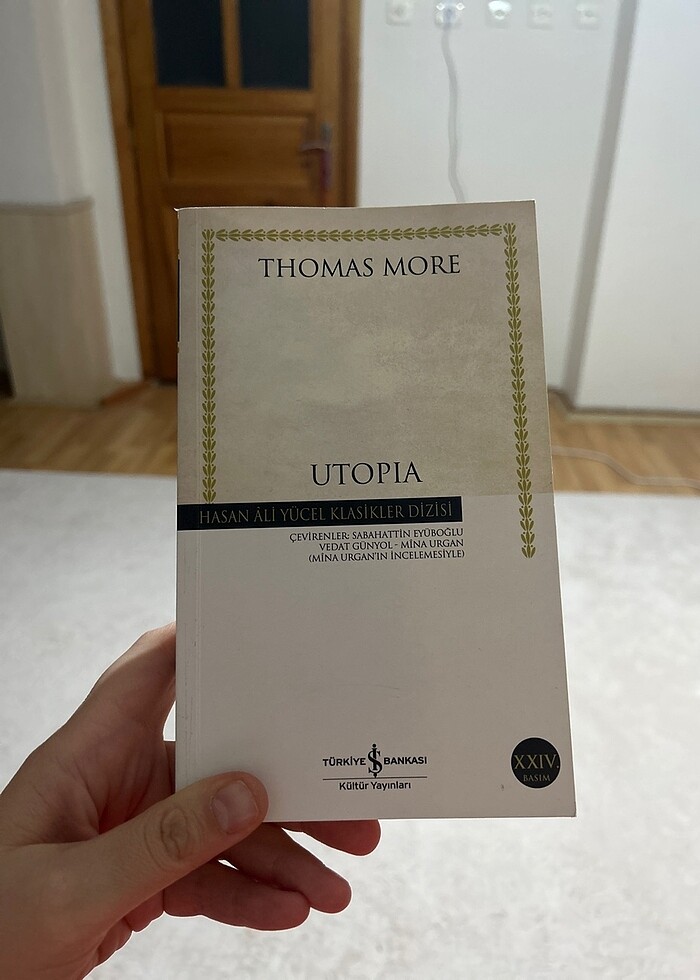 THOMAS MORE
UTOPIA
HASAN ÂLİ YÜCEL KLASİKLER DİZİSİ
ÇEVİRENLER: SABAHATTİN EYÜBOĞLU
VEDAT GÜNYOL - MİNA URGAN
(MİNA URGAN'IN İNCELEMESİYLE)
TÜRKİYE İŞ BANKASI
Kültür Yayınları
XXIV.
BASIM